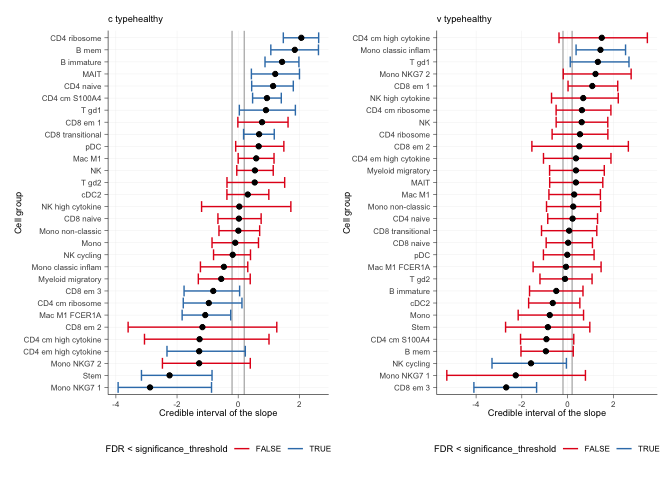 c typehealthy
Cell group
CD4 ribosome
B mem
B immature
MAIT
CD4 naive
CD4 cm S100A4
T gd1
CD8 em 1
CD8 transitional
pDC
Mac M1
NK
T gd2
cDC2
NK high cytokine
CD8 naive
Mono non-classic
Mono
NK cycling
Mono classic inflam
Myeloid migratory
CD8 em 3
CD4 cm ribosome
Mac M1 FCER1A
CD8 em 2
CD4 cm high cytokine
CD4 em high cytokine
Mono NKG7 2
Stem
Mono NKG7 1
-4 -2 0 2
Credible interval of the slope
FDR < significance_threshold FALSE TRUE
v typehealthy
Cell group
CD4 cm high cytokine
Mono classic inflam
T gd1
Mono NKG7 2
CD8 em 1
NK high cytokine
CD4 cm ribosome
NK
CD4 ribosome
CD8 em 2
CD4 em high cytokine
Myeloid migratory
MAIT
Mac M1
Mono non-classic
CD4 naive
CD8 transitional
CD8 naive
pDC
Mac M1 FCER1A
T gd2
B immature
cDC2
Mono
Stem
CD4 cm S100A4
B mem
NK cycling
Mono NKG7 1
CD8 em 3
-4 -2 0 2
Credible interval of the slope
FDR < significance_threshold FALSE TRUE